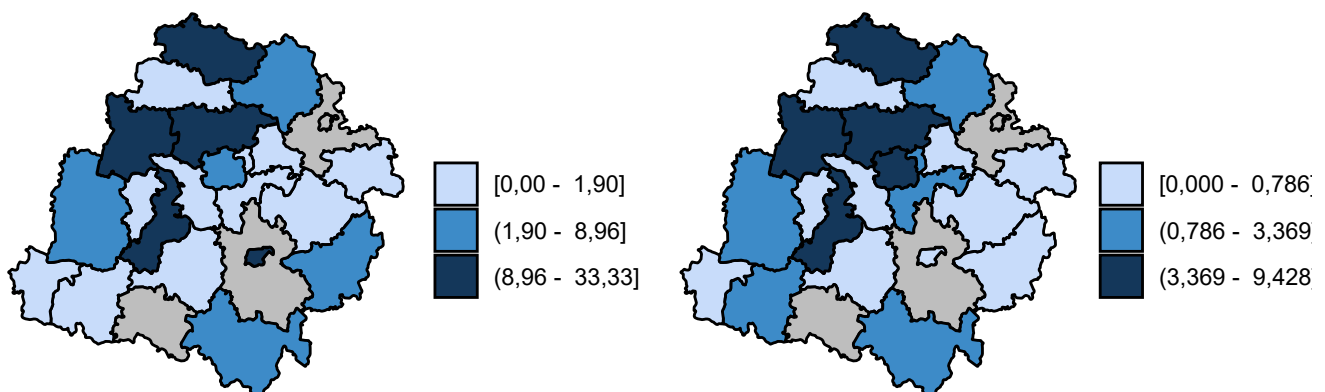 [0,00 - 1,90]
(1,90 - 8,96]
(8,96 - 33,33]
[0,000 - 0,786]
(0,786 - 3,369]
(3,369 - 9,428]